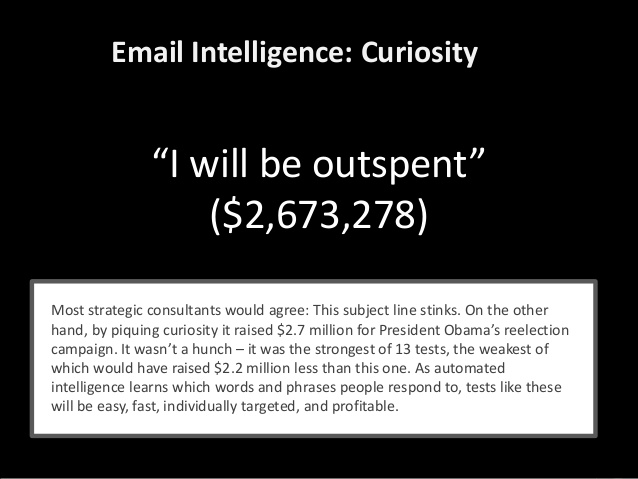 Email Intelligence: Curiosity
“I will be outspent”
($2,673,278)
Most strategic consultants would agree: This subject line stinks. On the other
hand, by piquing curiosity it raised $2.7 million for President Obama’s reelection
campaign. It wasn’t a hunch – it was the strongest of 13 tests, the weakest of
which would have raised $2.2 million less than this one. As automated
intelligence learns which words and phrases people respond to, tests like these
will be easy, fast, individually targeted, and profitable.